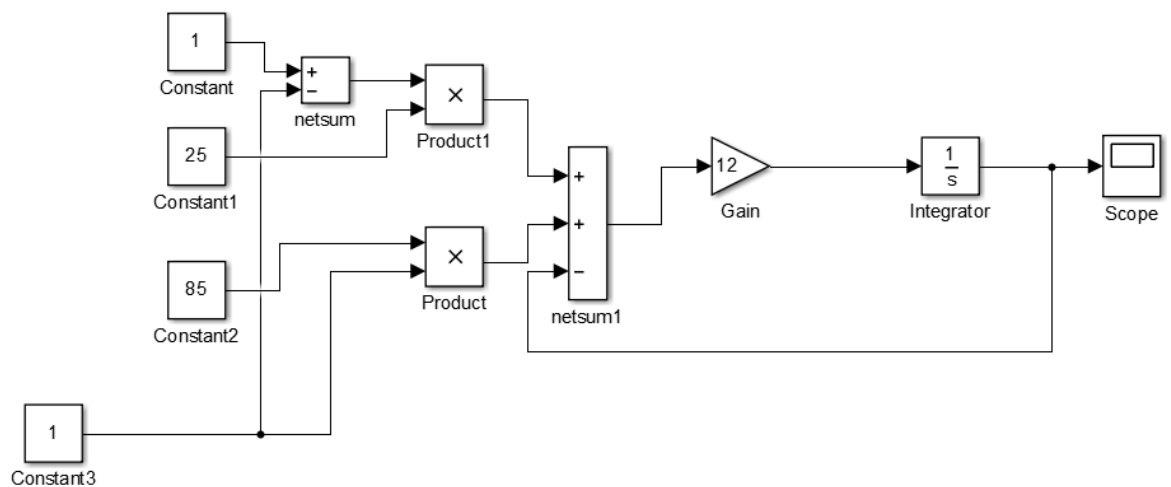 1
Constant
+
−
netsum
×
Product1
25
Constant1
+
+
−
netsum1
12
Gain
1
s
Integrator
Scope
85
Constant2
×
Product
1
Constant3